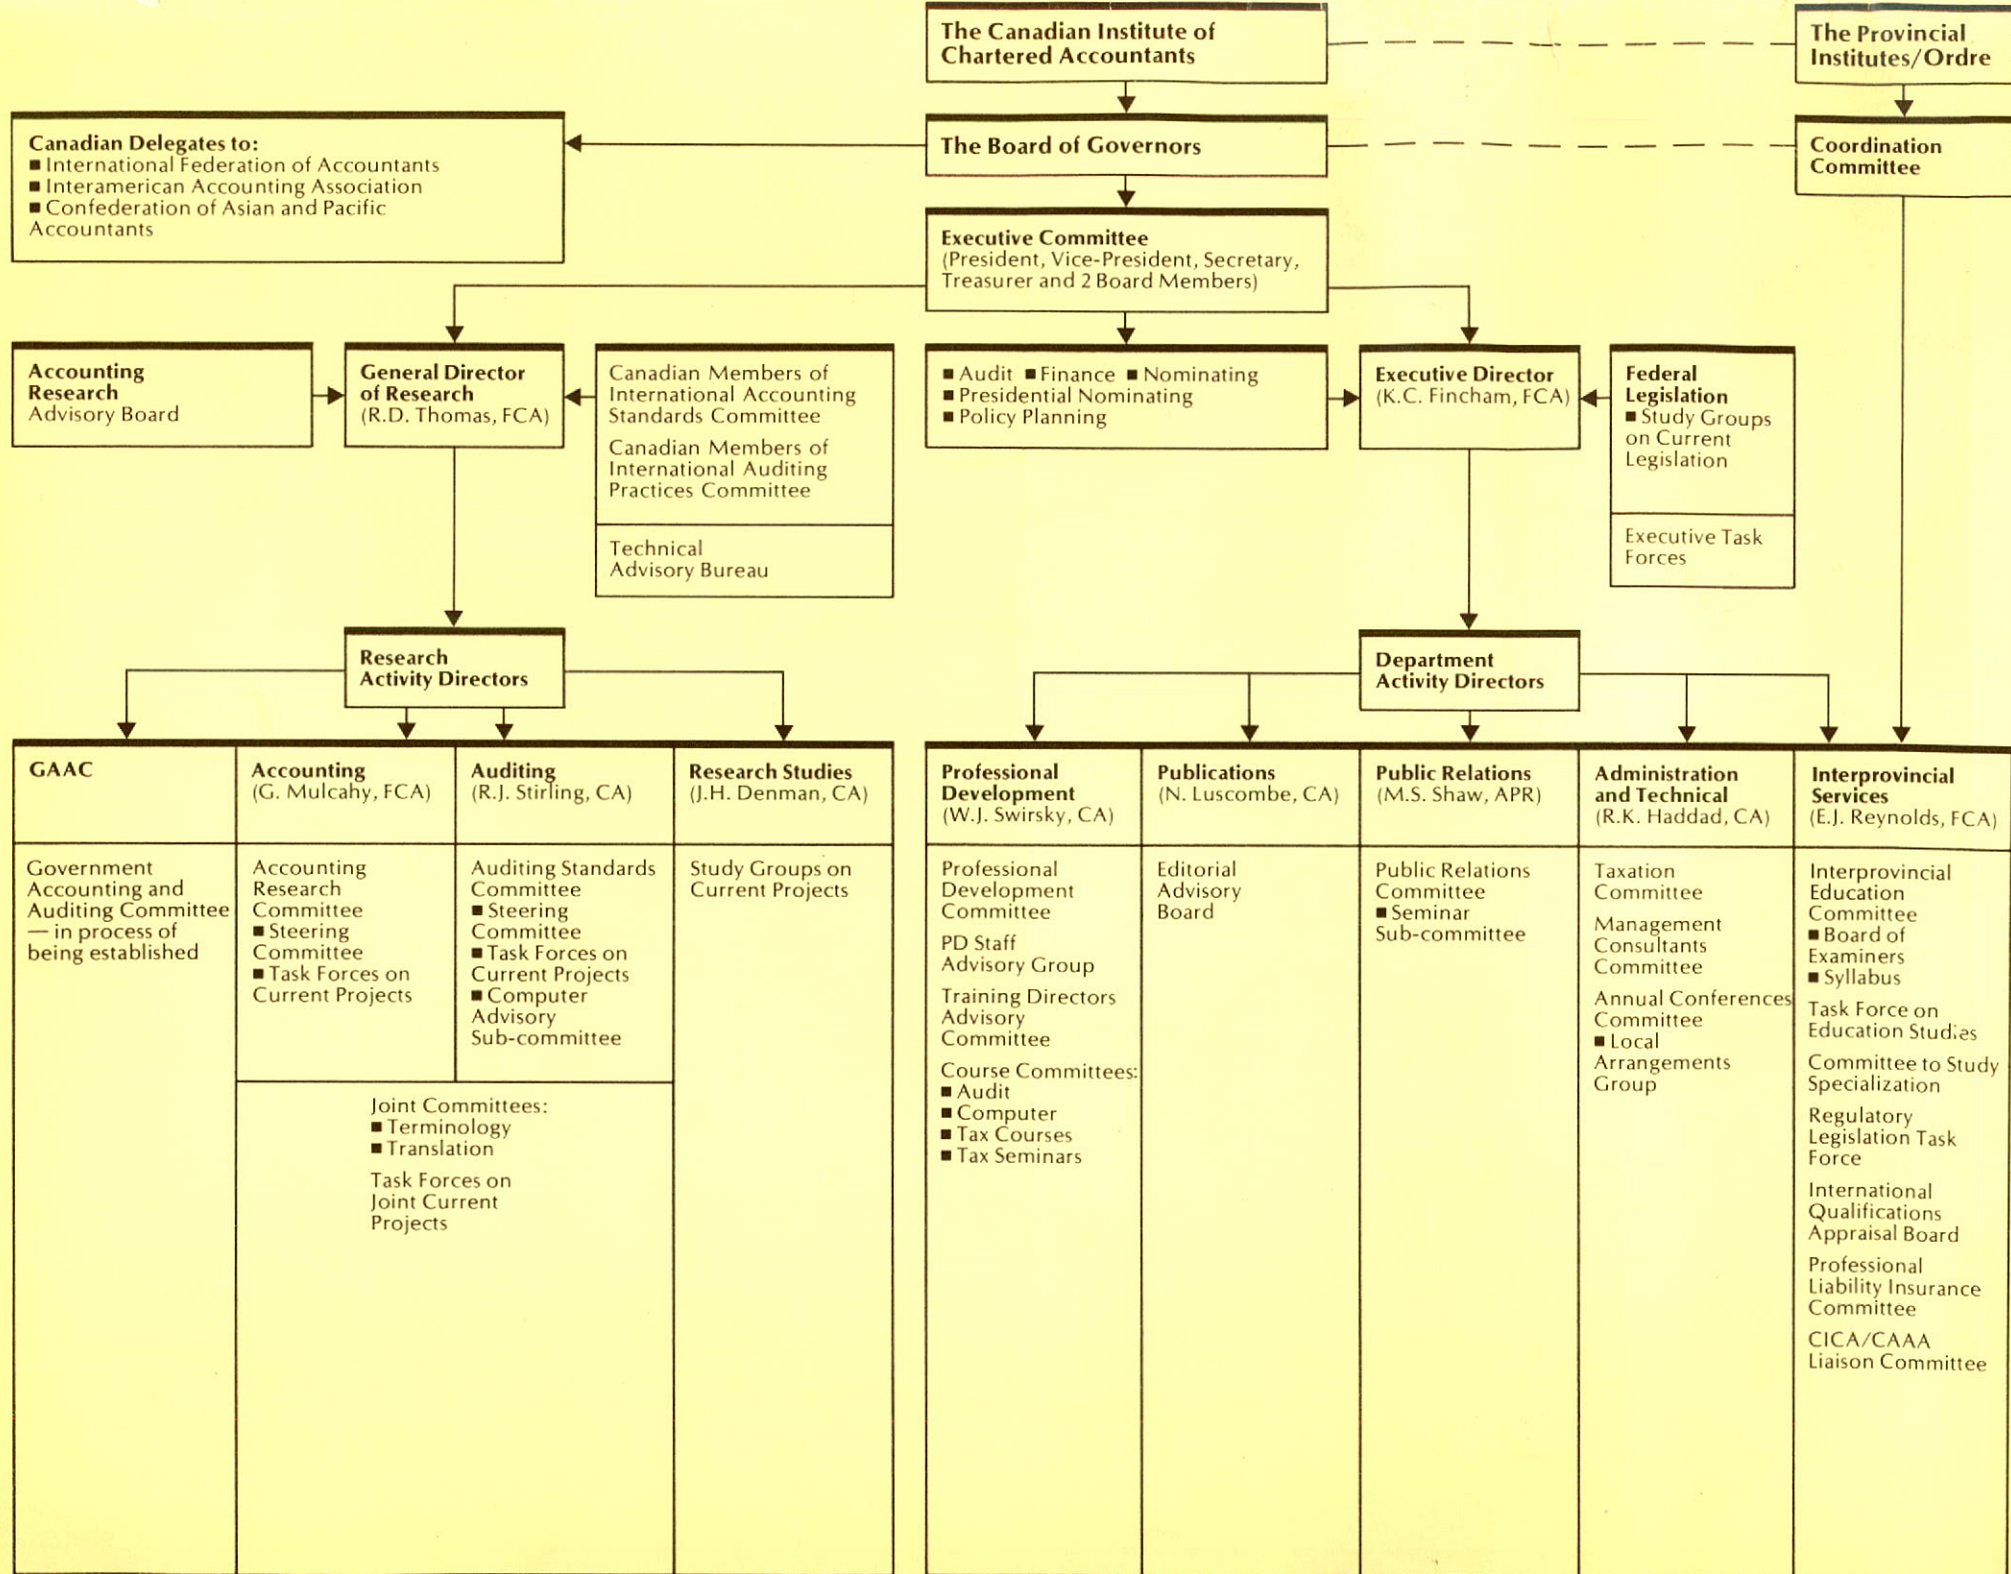 The Canadian Institute of
Chartered Accountants
The Provincial
Institutes/Ordre
Canadian Delegates to:
■ International Federation of Accountants
■ Interamerican Accounting Association
■ Confederation of Asian and Pacific
Accountants
The Board of Governors
Coordination
Committee
Executive Committee
(President, Vice-President, Secretary,
Treasurer and 2 Board Members)
Accounting
Research
Advisory Board
General Director
of Research
(R.D. Thomas, FCA)
Canadian Members of
International Accounting
Standards Committee
Canadian Members of
International Auditing
Practices Committee
Technical
Advisory Bureau
■ Audit ■ Finance ■ Nominating
■ Presidential Nominating
■ Policy Planning
Executive Director
(K.C. Fincham, FCA)
Federal
Legislation
■ Study Groups
on Current
Legislation
Executive Task
Forces
Research
Activity Directors
Department
Activity Directors
GAAC
Government
Accounting and
Auditing Committee
— in process of
being established
Accounting
(G. Mulcahy, FCA)
Accounting
Research
Committee
■ Steering
Committee
■ Task Forces on
Current Projects
Auditing
(R.J. Stirling, CA)
Auditing Standards
Committee
■ Steering
Committee
■ Task Forces on
Current Projects
■ Computer
Advisory
Sub-committee
Joint Committees:
■ Terminology
■ Translation
Task Forces on
Joint Current
Projects
Research Studies
(J.H. Denman, CA)
Study Groups on
Current Projects
Professional
Development
(W.J. Swirsky, CA)
Professional
Development
Committee
PD Staff
Advisory Group
Training Directors
Advisory
Committee
Course Committees:
■ Audit
■ Computer
■ Tax Courses
■ Tax Seminars
Publications
(N. Luscombe, CA)
Editorial
Advisory
Board
Public Relations
(M.S. Shaw, APR)
Public Relations
Committee
■ Seminar
Sub-committee
Administration
and Technical
(R.K. Haddad, CA)
Taxation
Committee
Management
Consultants
Committee
Annual Conferences
Committee
■ Local
Arrangements
Group
Interprovincial
Services
(E.J. Reynolds, FCA)
Interprovincial
Education
Committee
■ Board of
Examiners
■ Syllabus
Task Force on
Education Studies
Committee to Study
Specialization
Regulatory
Legislation Task
Force
International
Qualifications
Appraisal Board
Professional
Liability Insurance
Committee
CICA/CAAA
Liaison Committee